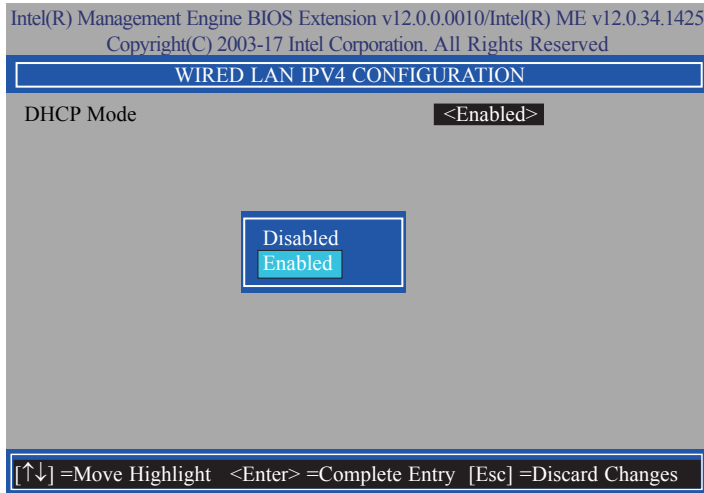 Intel(R) Management Engine BIOS Extension v12.0.0.0010/Intel(R) ME v12.0.34.1425
Copyright(C) 2003-17 Intel Corporation. All Rights Reserved
WIRED LAN IPV4 CONFIGURATION
DHCP Mode <Enabled>
Disabled
Enabled
[↑↓] =Move Highlight <Enter> =Complete Entry [Esc] =Discard Changes